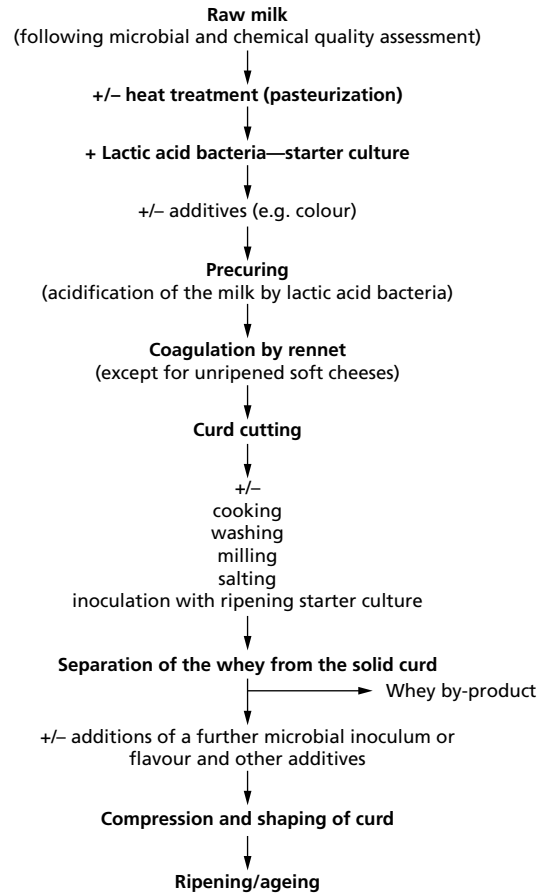 Raw milk
(following microbial and chemical quality assessment)
+/– heat treatment (pasteurization)
+ Lactic acid bacteria—starter culture
+/– additives (e.g. colour)
Precuring
(acidification of the milk by lactic acid bacteria)
Coagulation by rennet
(except for unripened soft cheeses)
Curd cutting
+/–
cooking
washing
milling
salting
inoculation with ripening starter culture
Separation of the whey from the solid curd
Whey by-product
+/– additions of a further microbial inoculum or
flavour and other additives
Compression and shaping of curd
Ripening/ageing